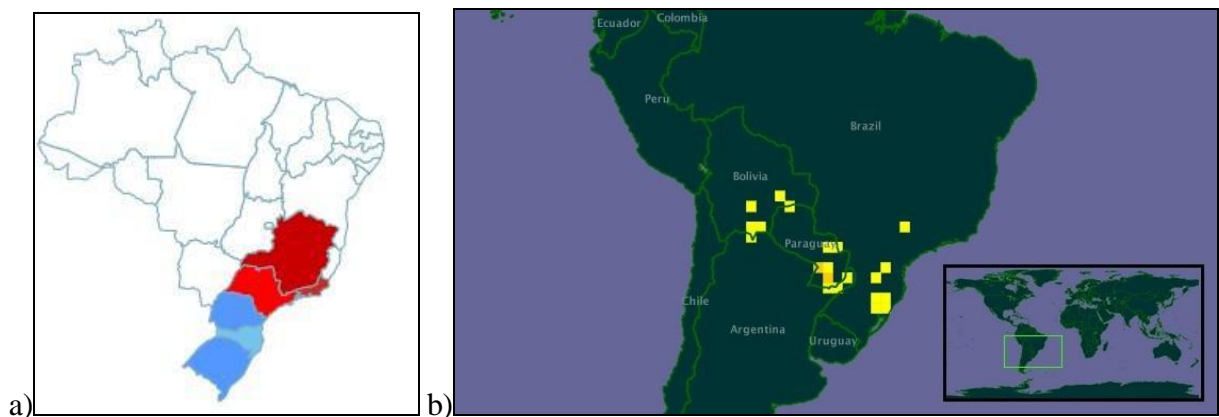 Colombia
Ecuador
Peru
Brazil
Bolivia
Paraguay
Chile
Argentina
Uruguay
a)
b)